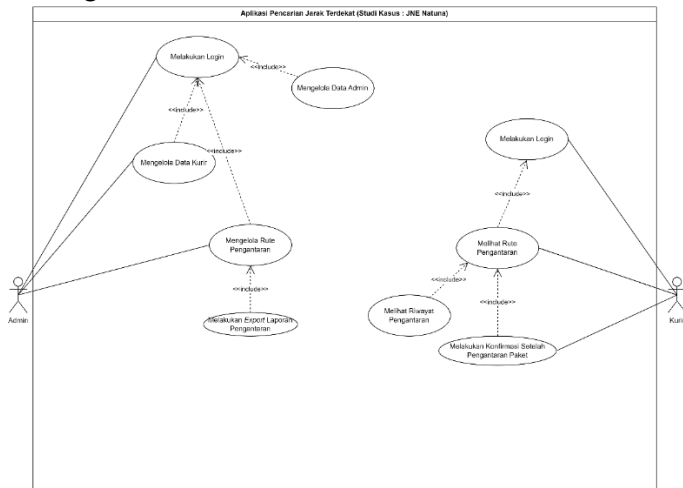 Aplikasi Pencarian Jarak Terdekat (Studi Kasus : JNE Natuna)
Melakukan Login
<<include>>
Mengelola Data Admin
<<include>>
Melakukan Login
<<include>>
Mengelola Data Kurir
<<include>>
Mengelola Rute
Pengantaran
Melihat Rute
Pengantaran
<<include>>
<<include>>
<<include>>
Admin
Kurir
Melihat Riwayat
Pengantaran
Melakukan Export Laporan
Pengantaran
Melakukan Konfirmasi Setelah
Pengantaran Paket